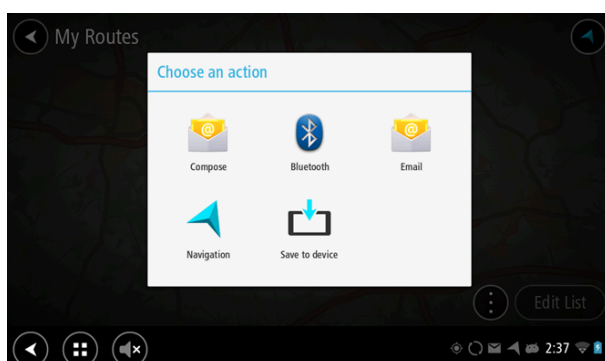 My Routes
Choose an action
Compose
Bluetooth
Email
Navigation
Save to device
Edit List
2:37